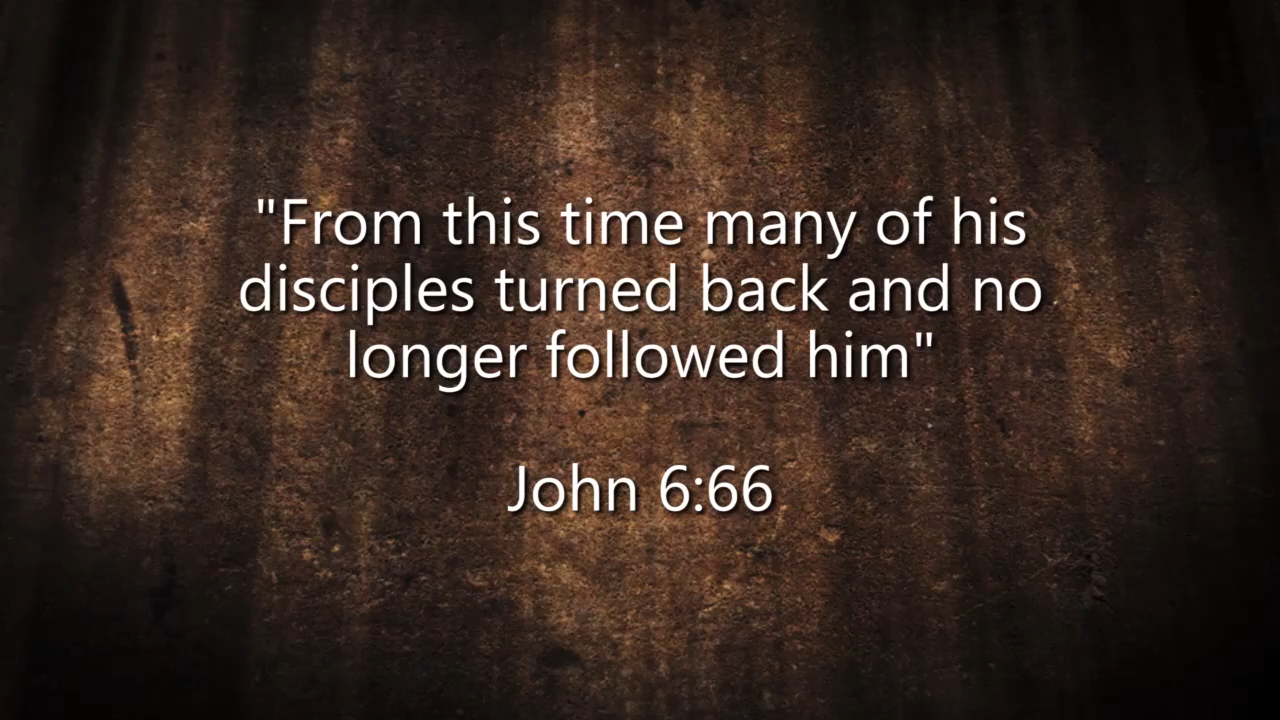 "From this time many of his
disciples turned back and no
longer followed him"
John 6:66